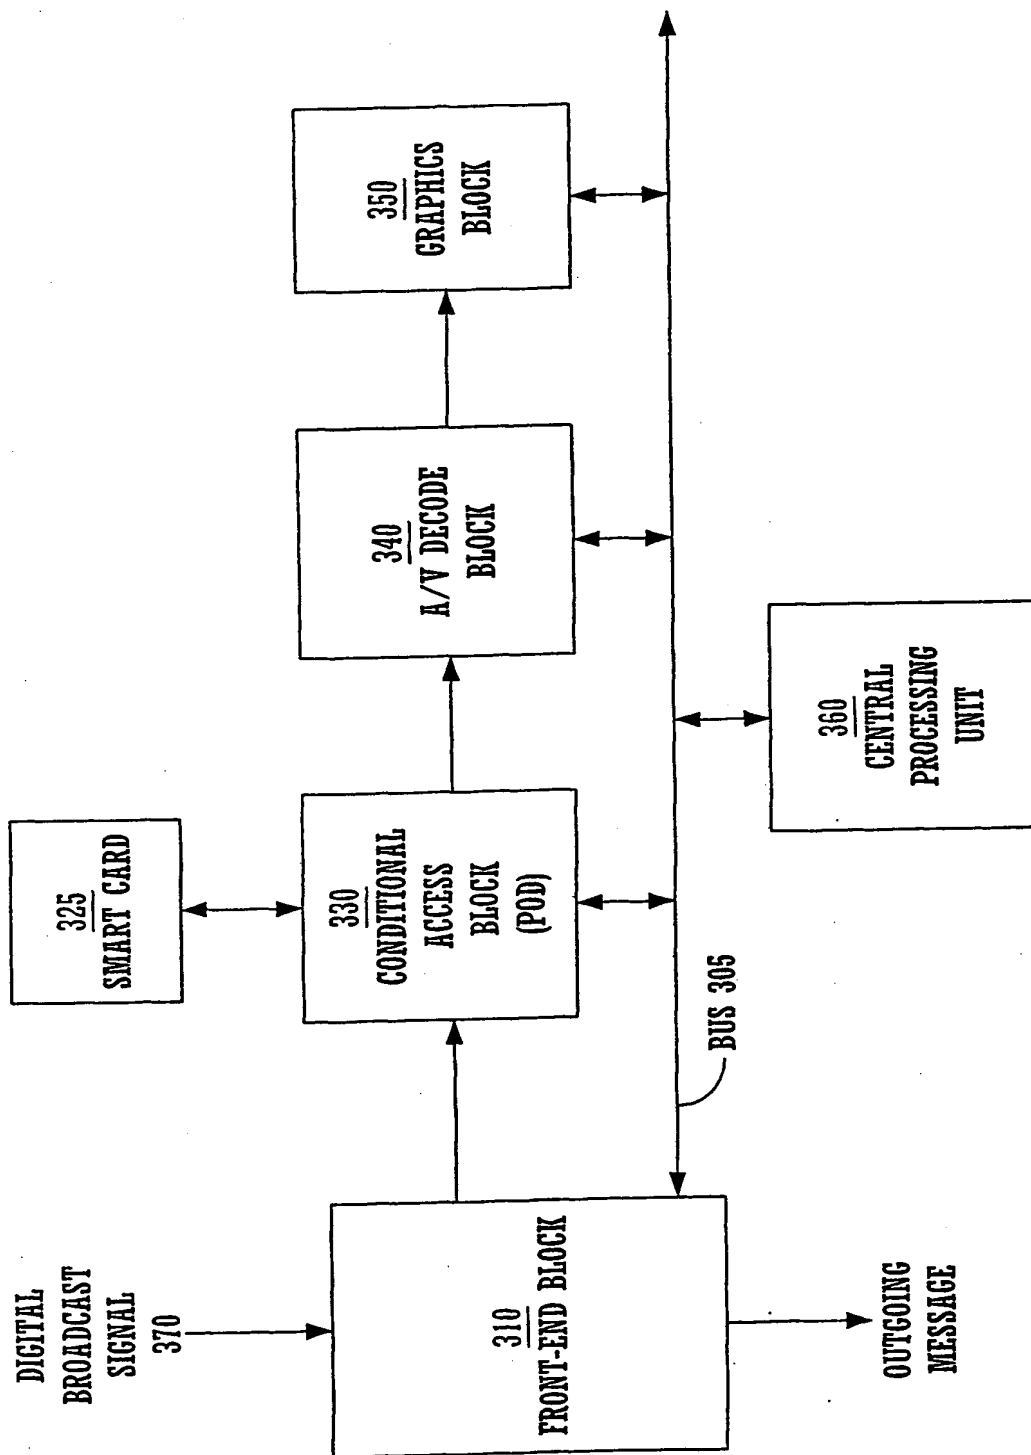 DIGITAL
BROADCAST
SIGNAL
370
310
FRONT-END BLOCK
OUTGOING
MESSAGE
325
SMART CARD
330
CONDITIONAL
ACCESS
BLOCK
(POD)
BUS 305
340
A/V DECODE
BLOCK
360
CENTRAL
PROCESSING
UNIT
350
GRAPHICS
BLOCK